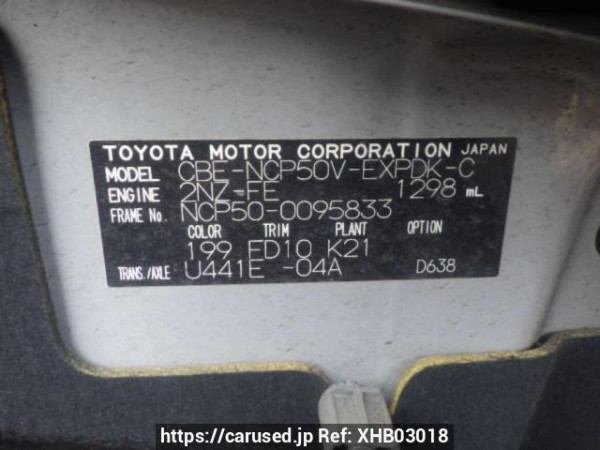 TOYOTA MOTOR CORPORATION JAPAN
MODEL CBE-NCP50V-EXPDK-C
ENGINE 2NZ-FE 1298 mL
FRAME No. NCP50-0095833
COLOR TRIM PLANT OPTION
199 FD10 K21
TRANS./AXLE U441E -04A D638
https://carused.jp Ref: XHB03018